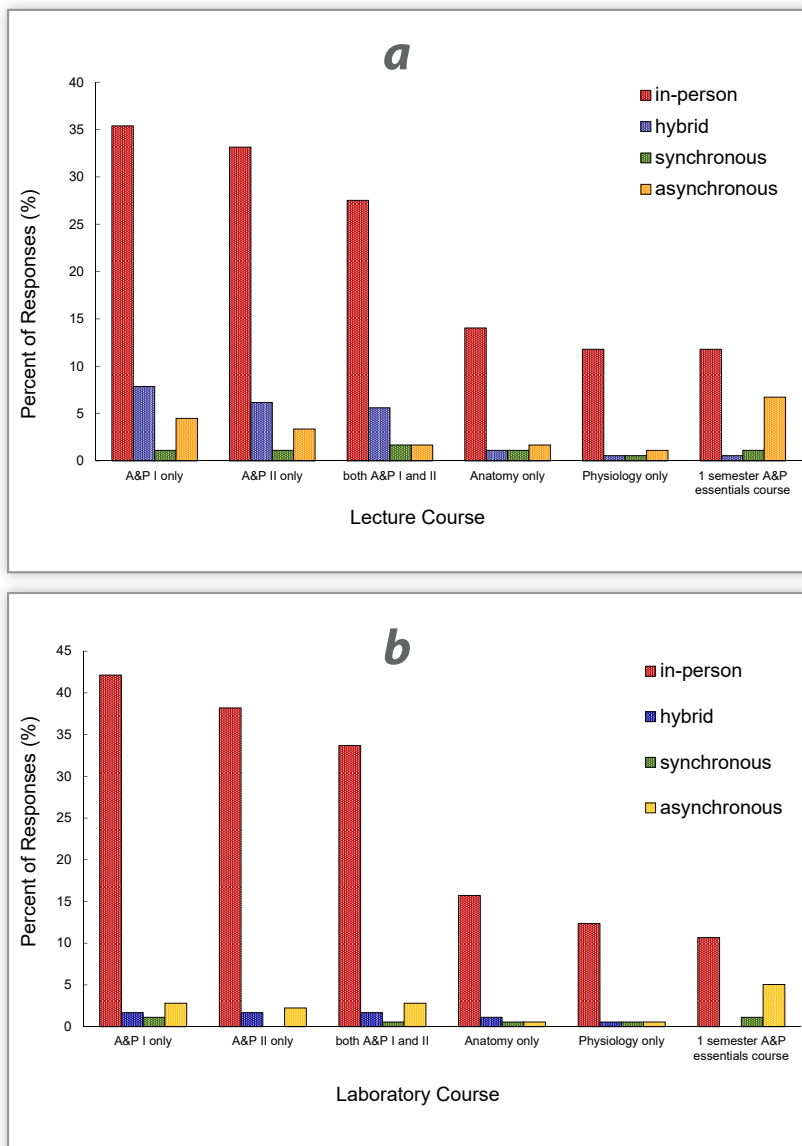 a
40
35
30
25
20
15
10
5
0
Percent of Responses (%)
in-person
hybrid
synchronous
asynchronous
A&P I only
A&P II only
both A&P I and II
Anatomy only
Physiology only
1 semester A&P
essentials course
Lecture Course
b
45
40
35
30
25
20
15
10
5
0
Percent of Responses (%)
in-person
hybrid
synchronous
asynchronous
A&P I only
A&P II only
both A&P I and II
Anatomy only
Physiology only
1 semester A&P
essentials course
Laboratory Course